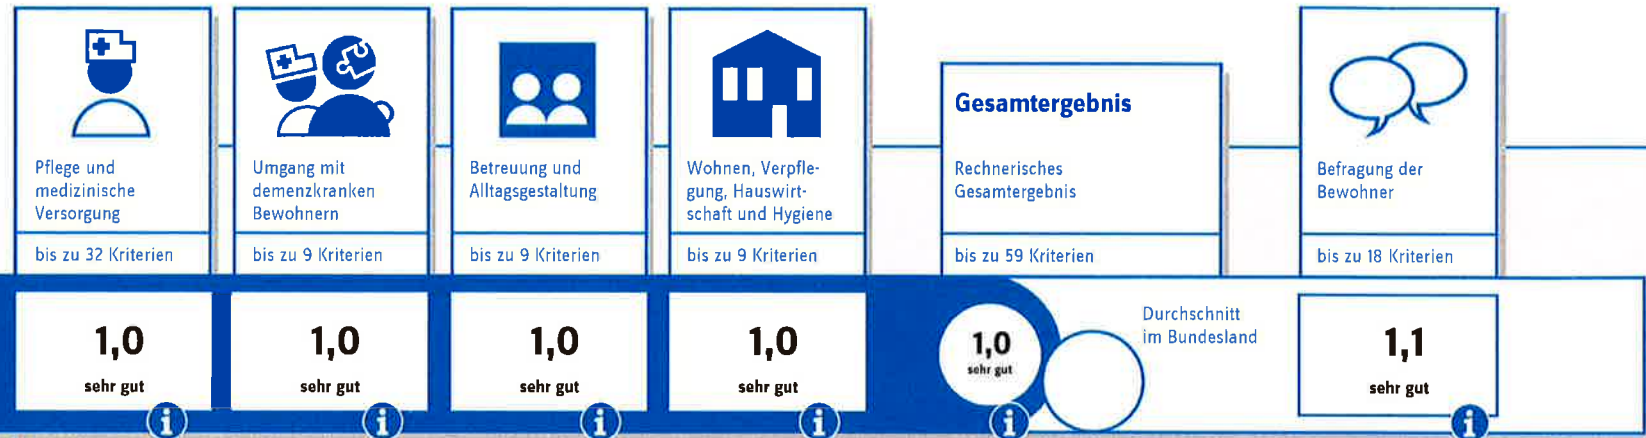 Pflege und
medizinische
Versorgung
bis zu 32 Kriterien
1,0
sehr gut
Umgang mit
demenzkranken
Bewohnern
bis zu 9 Kriterien
1,0
sehr gut
Betreuung und
Alltagsgestaltung
bis zu 9 Kriterien
1,0
sehr gut
Wohnen, Verpfle-
gung, Hauswirt-
schaft und Hygiene
bis zu 9 Kriterien
1,0
sehr gut
Gesamtergebnis
Rechnerisches
Gesamtergebnis
bis zu 59 Kriterien
1,0
sehr gut
Durchschnitt
im Bundesland
Befragung der
Bewohner
bis zu 18 Kriterien
1,1
sehr gut